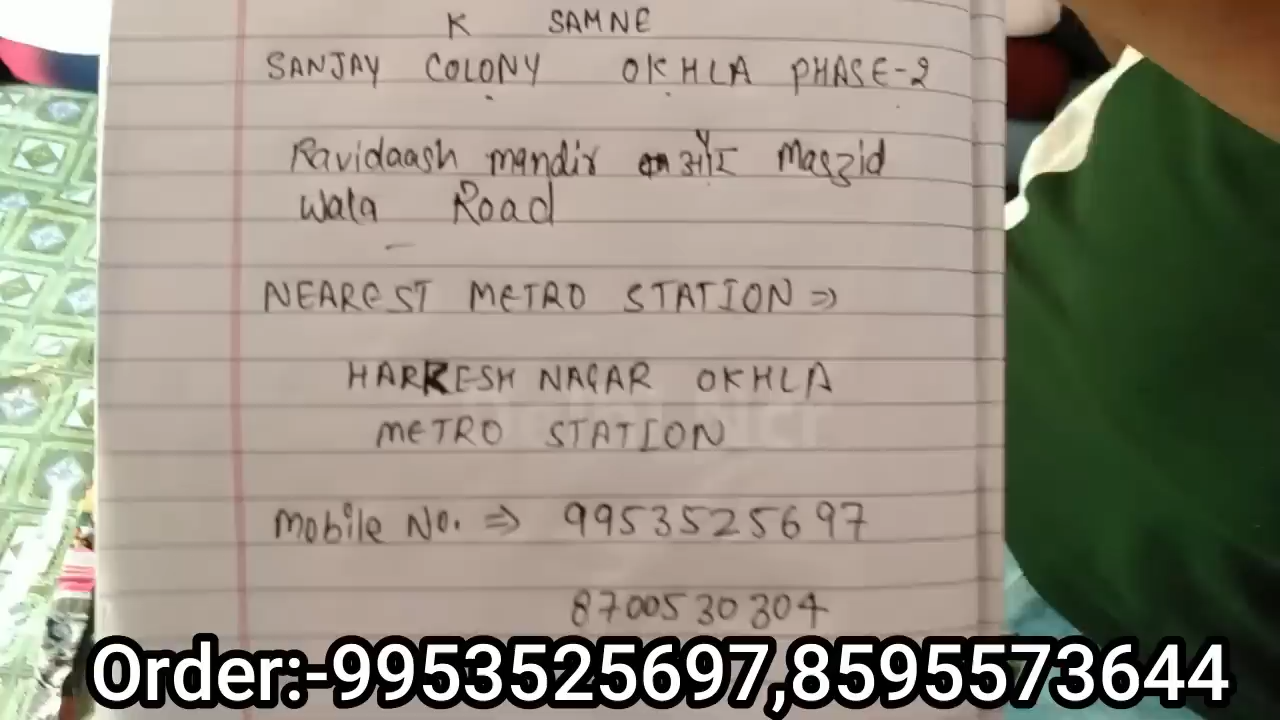 K SAMNE
SANJAY COLONY OKHLA PHASE-2
Ravidaash mandir और Maszid
Wala Road
NEAREST METRO STATION ⇒
HARKESH NAGAR OKHLA
METRO STATION
Mobile No. ⇒ 9953525697
8700530304
Order:-9953525697,8595573644